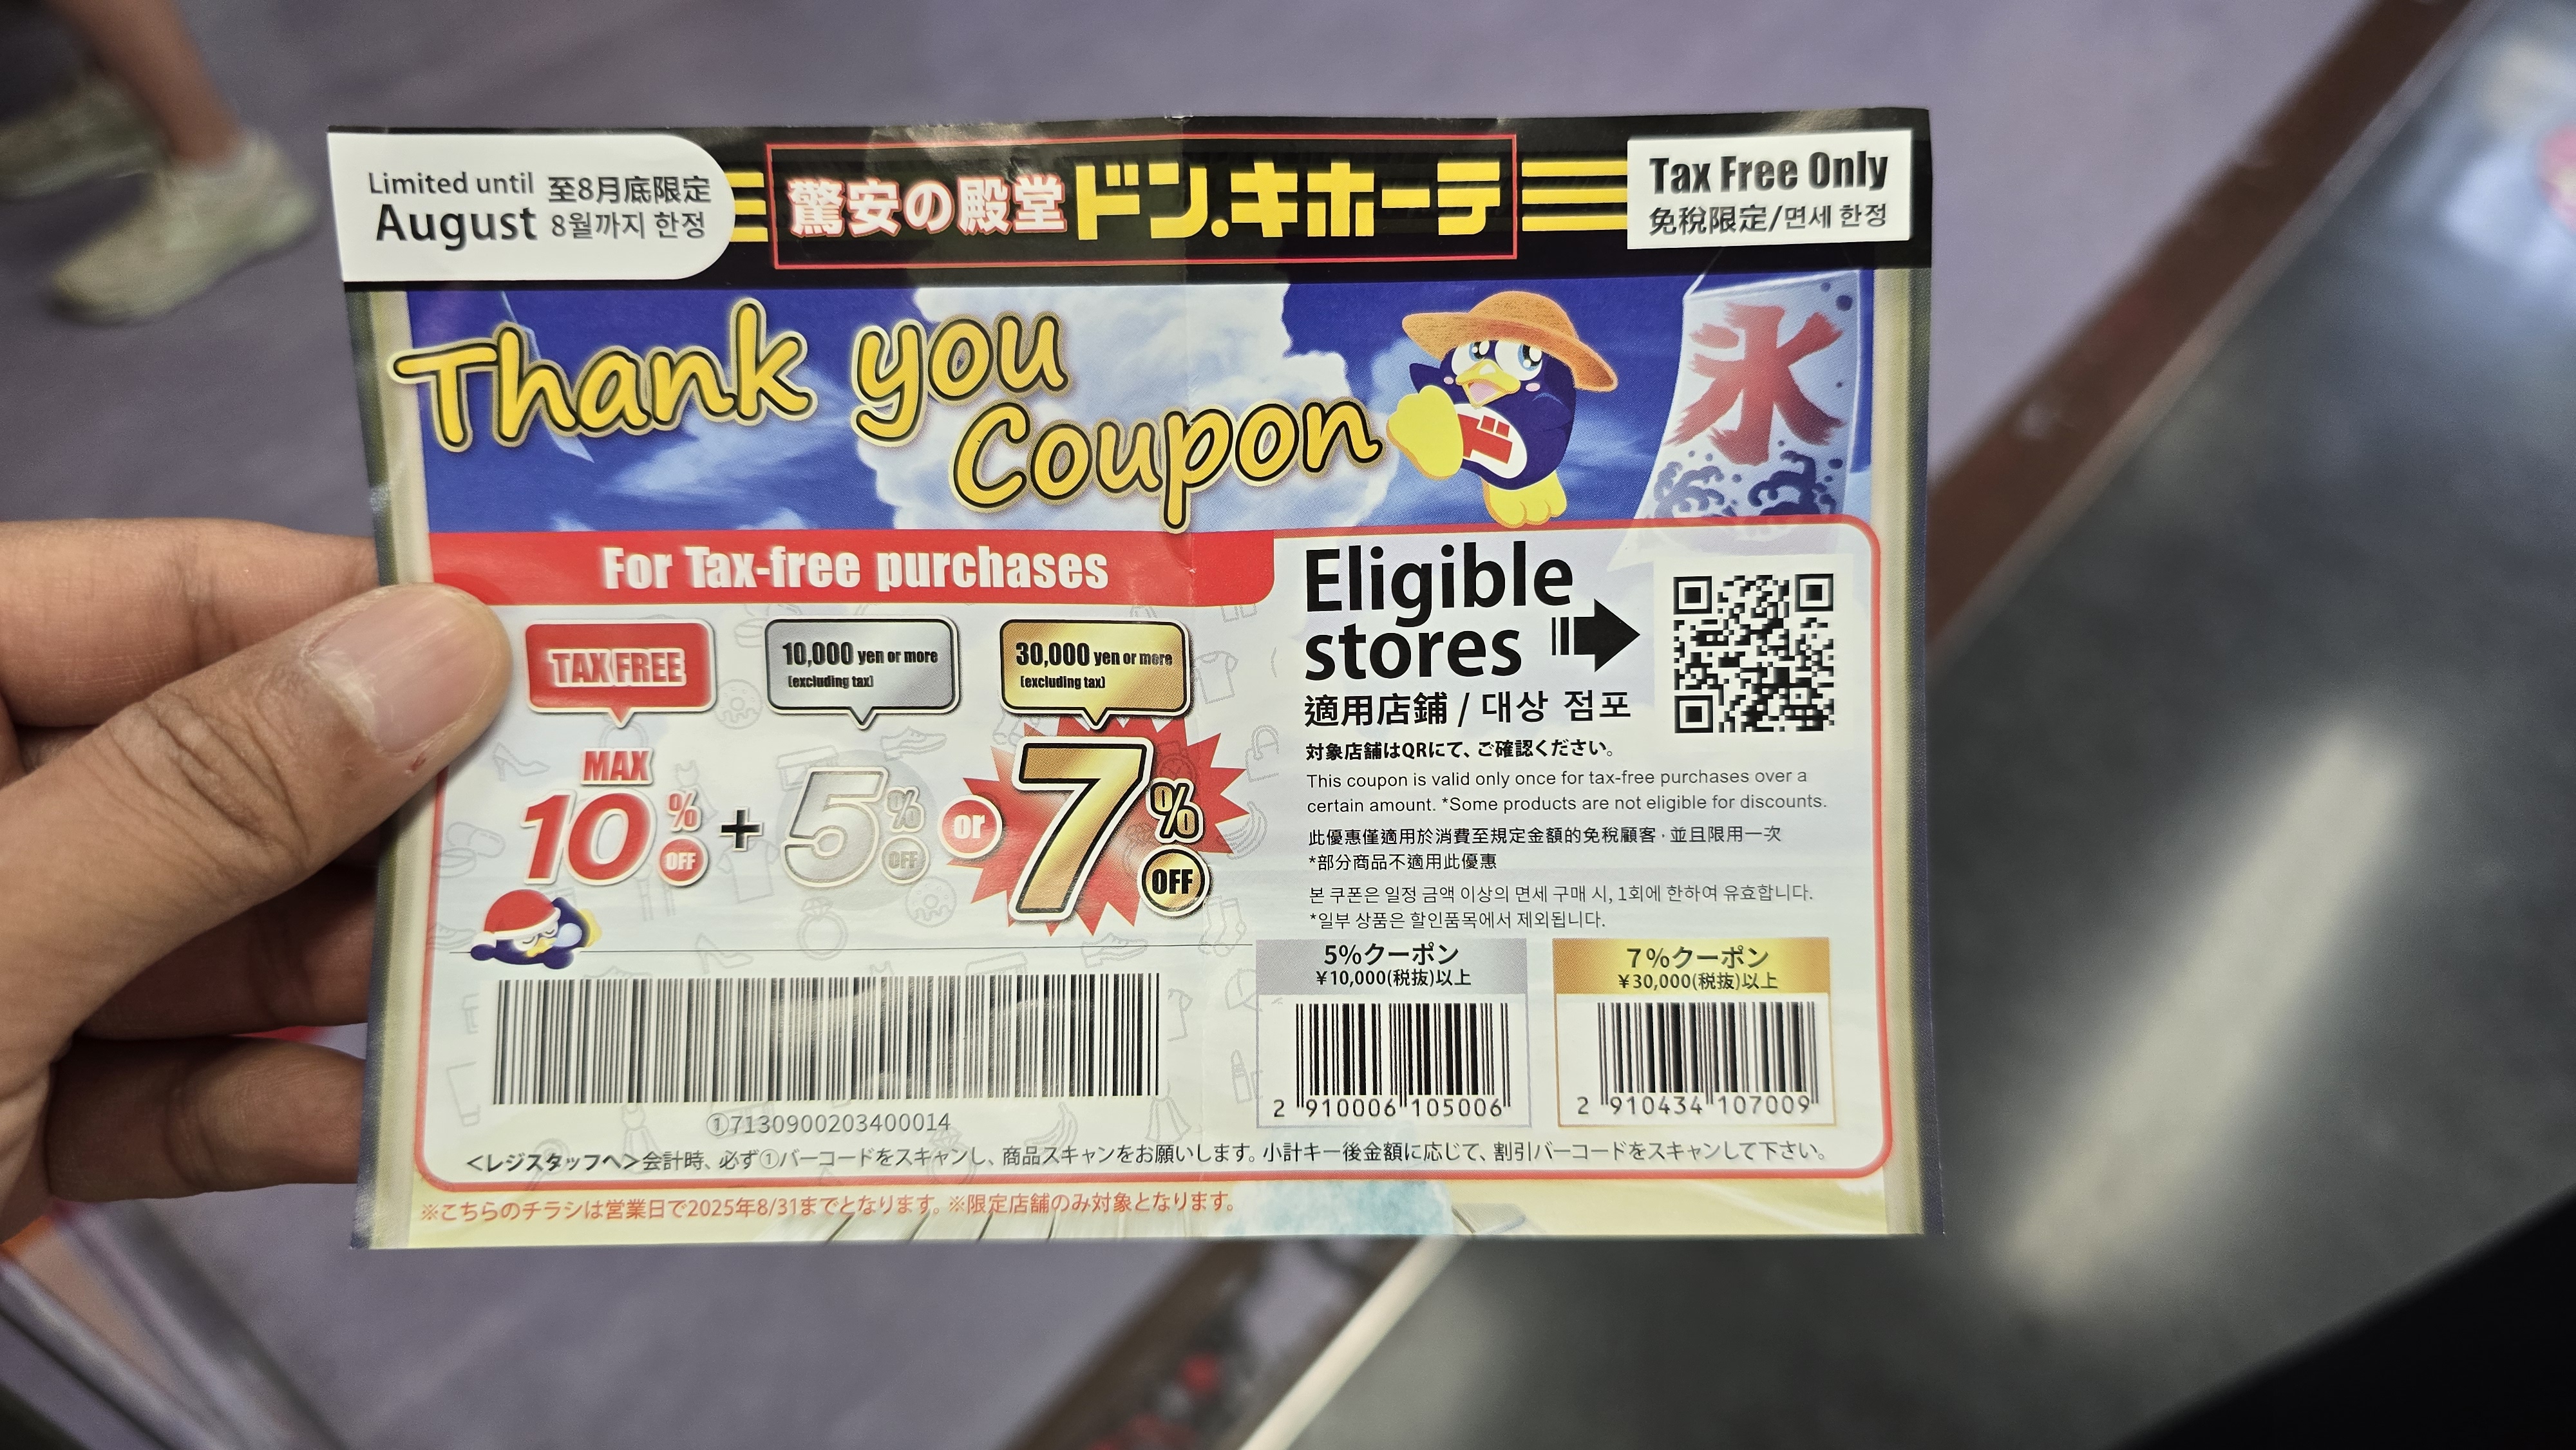 Limited until 至8月底限定
August 8월까지 한정
驚安の殿堂 ドン.キホーテ
Tax Free Only
免稅限定/면세 한정
Thank you
Coupon
ド
氷
For Tax-free purchases
TAX FREE
10,000 yen or more
(excluding tax)
30,000 yen or more
(excluding tax)
MAX
10% OFF + 5% OFF or 7% OFF
Eligible
stores
適用店鋪 / 대상 점포
対象店舗はQRにて、ご確認ください。
This coupon is valid only once for tax-free purchases over a
certain amount. *Some products are not eligible for discounts.
此優惠僅適用於消費至規定金額的免稅顧客·並且限用一次
*部分商品不適用此優惠
본 쿠폰은 일정 금액 이상의 면세 구매 시, 1회에 한하여 유효합니다.
*일부 상품은 할인품목에서 제외됩니다.
5%クーポン
¥10,000(税抜)以上
2 910006 105006
7%クーポン
¥30,000(税抜)以上
2 910434 107009
①7130900203400014
<レジスタッフへ>会計時、必ず①バーコードをスキャンし、商品スキャンをお願いします。小計キー後金額に応じて、割引バーコードをスキャンして下さい。
※こちらのチラシは営業日で2025年8/31までとなります。※限定店舗のみ対象となります。